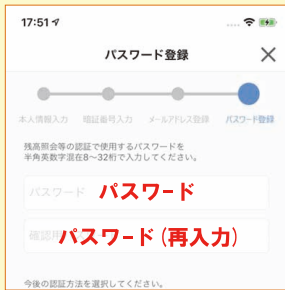 17:51
パスワード登録
本人情報入力 暗証番号入力 メールアドレス登録 パスワード登録
残高照会等の認証で使用するパスワードを
半角英数字混在8～32桁で入力してください。
パスワード パスワード
パスワード(再入力)
今後の認証方法を選択してください。